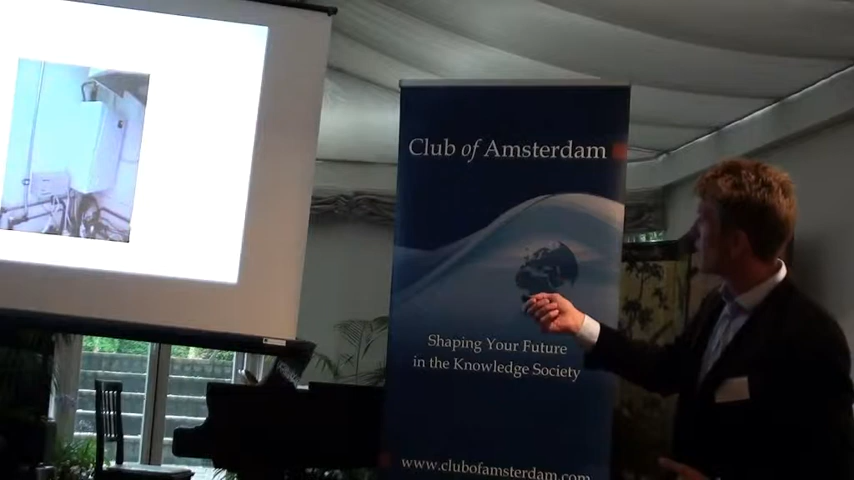 Club of Amsterdam
Shaping Your Future
in the Knowledge Society
www.clubofamsterdam.com